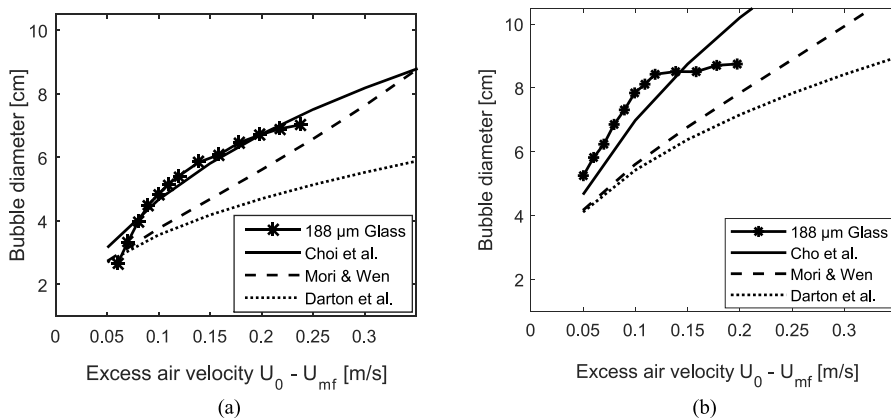 10
8
6
4
2
Bubble diameter [cm]
188 µm Glass
Choi et al.
Mori & Wen
Darton et al.
0 0.05 0.1 0.15 0.2 0.25 0.3
Excess air velocity U0 - Umf [m/s]
(a)
10
8
6
4
2
Bubble diameter [cm]
188 µm Glass
Cho et al.
Mori & Wen
Darton et al.
0 0.05 0.1 0.15 0.2 0.25 0.3
Excess air velocity U0 - Umf [m/s]
(b)